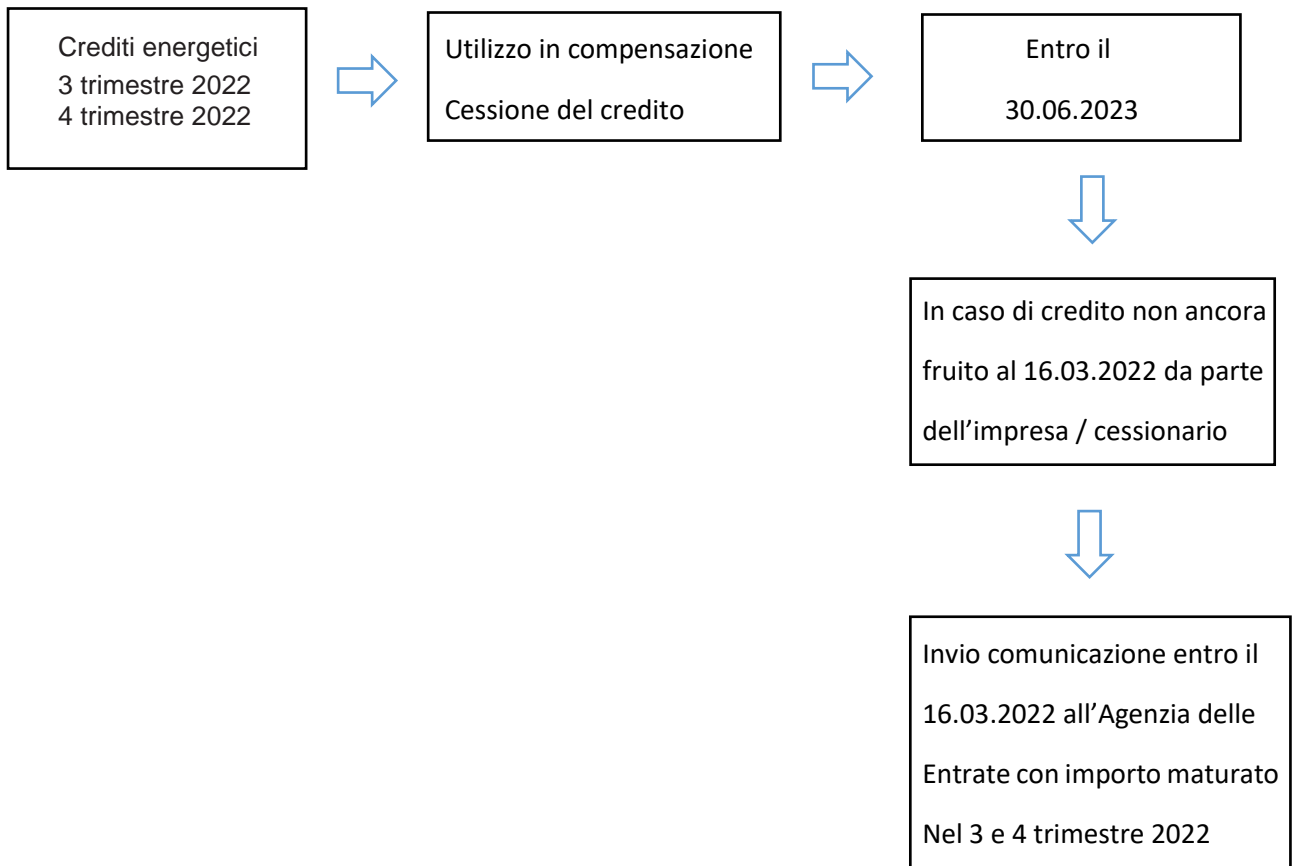 Crediti energetici
3 trimestre 2022
4 trimestre 2022
Utilizzo in compensazione
Cessione del credito
Entro il
30.06.2023
In caso di credito non ancora
fruito al 16.03.2022 da parte
dell’impresa / cessionario
Invio comunicazione entro il
16.03.2022 all’Agenzia delle
Entrate con importo maturato
Nel 3 e 4 trimestre 2022